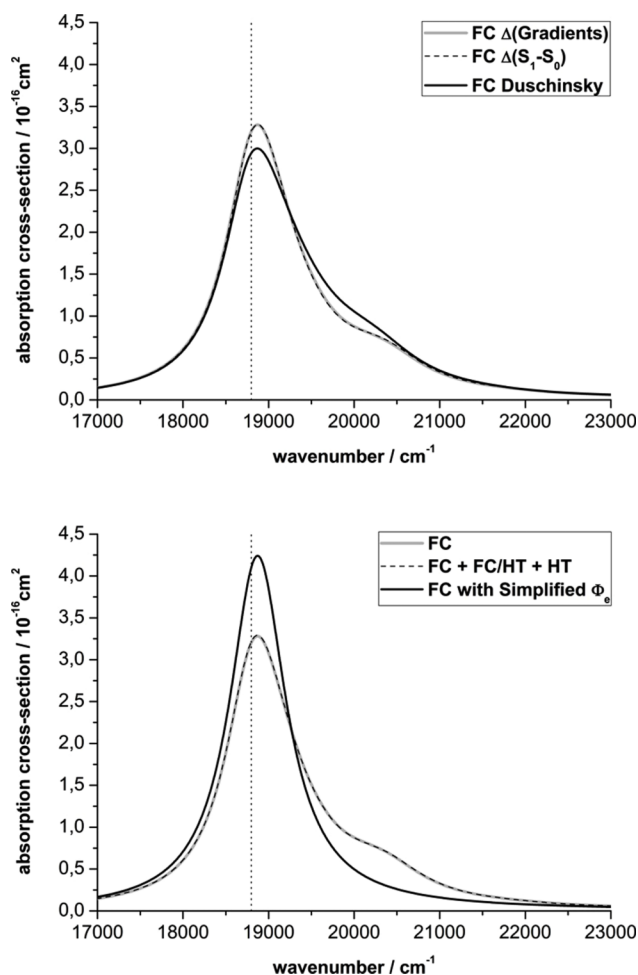 4,5
4,0
3,5
3,0
2,5
2,0
1,5
1,0
0,5
0,0
absorption cross-section / 10⁻¹⁶cm²
FC Δ(Gradients)
FC Δ(S₁-S₀)
FC Duschinsky
17000 18000 19000 20000 21000 22000 23000
wavenumber / cm⁻¹
4,5
4,0
3,5
3,0
2,5
2,0
1,5
1,0
0,5
0,0
absorption cross-section / 10⁻¹⁶cm²
FC
FC + FC/HT + HT
FC with Simplified Φₑ
17000 18000 19000 20000 21000 22000 23000
wavenumber / cm⁻¹